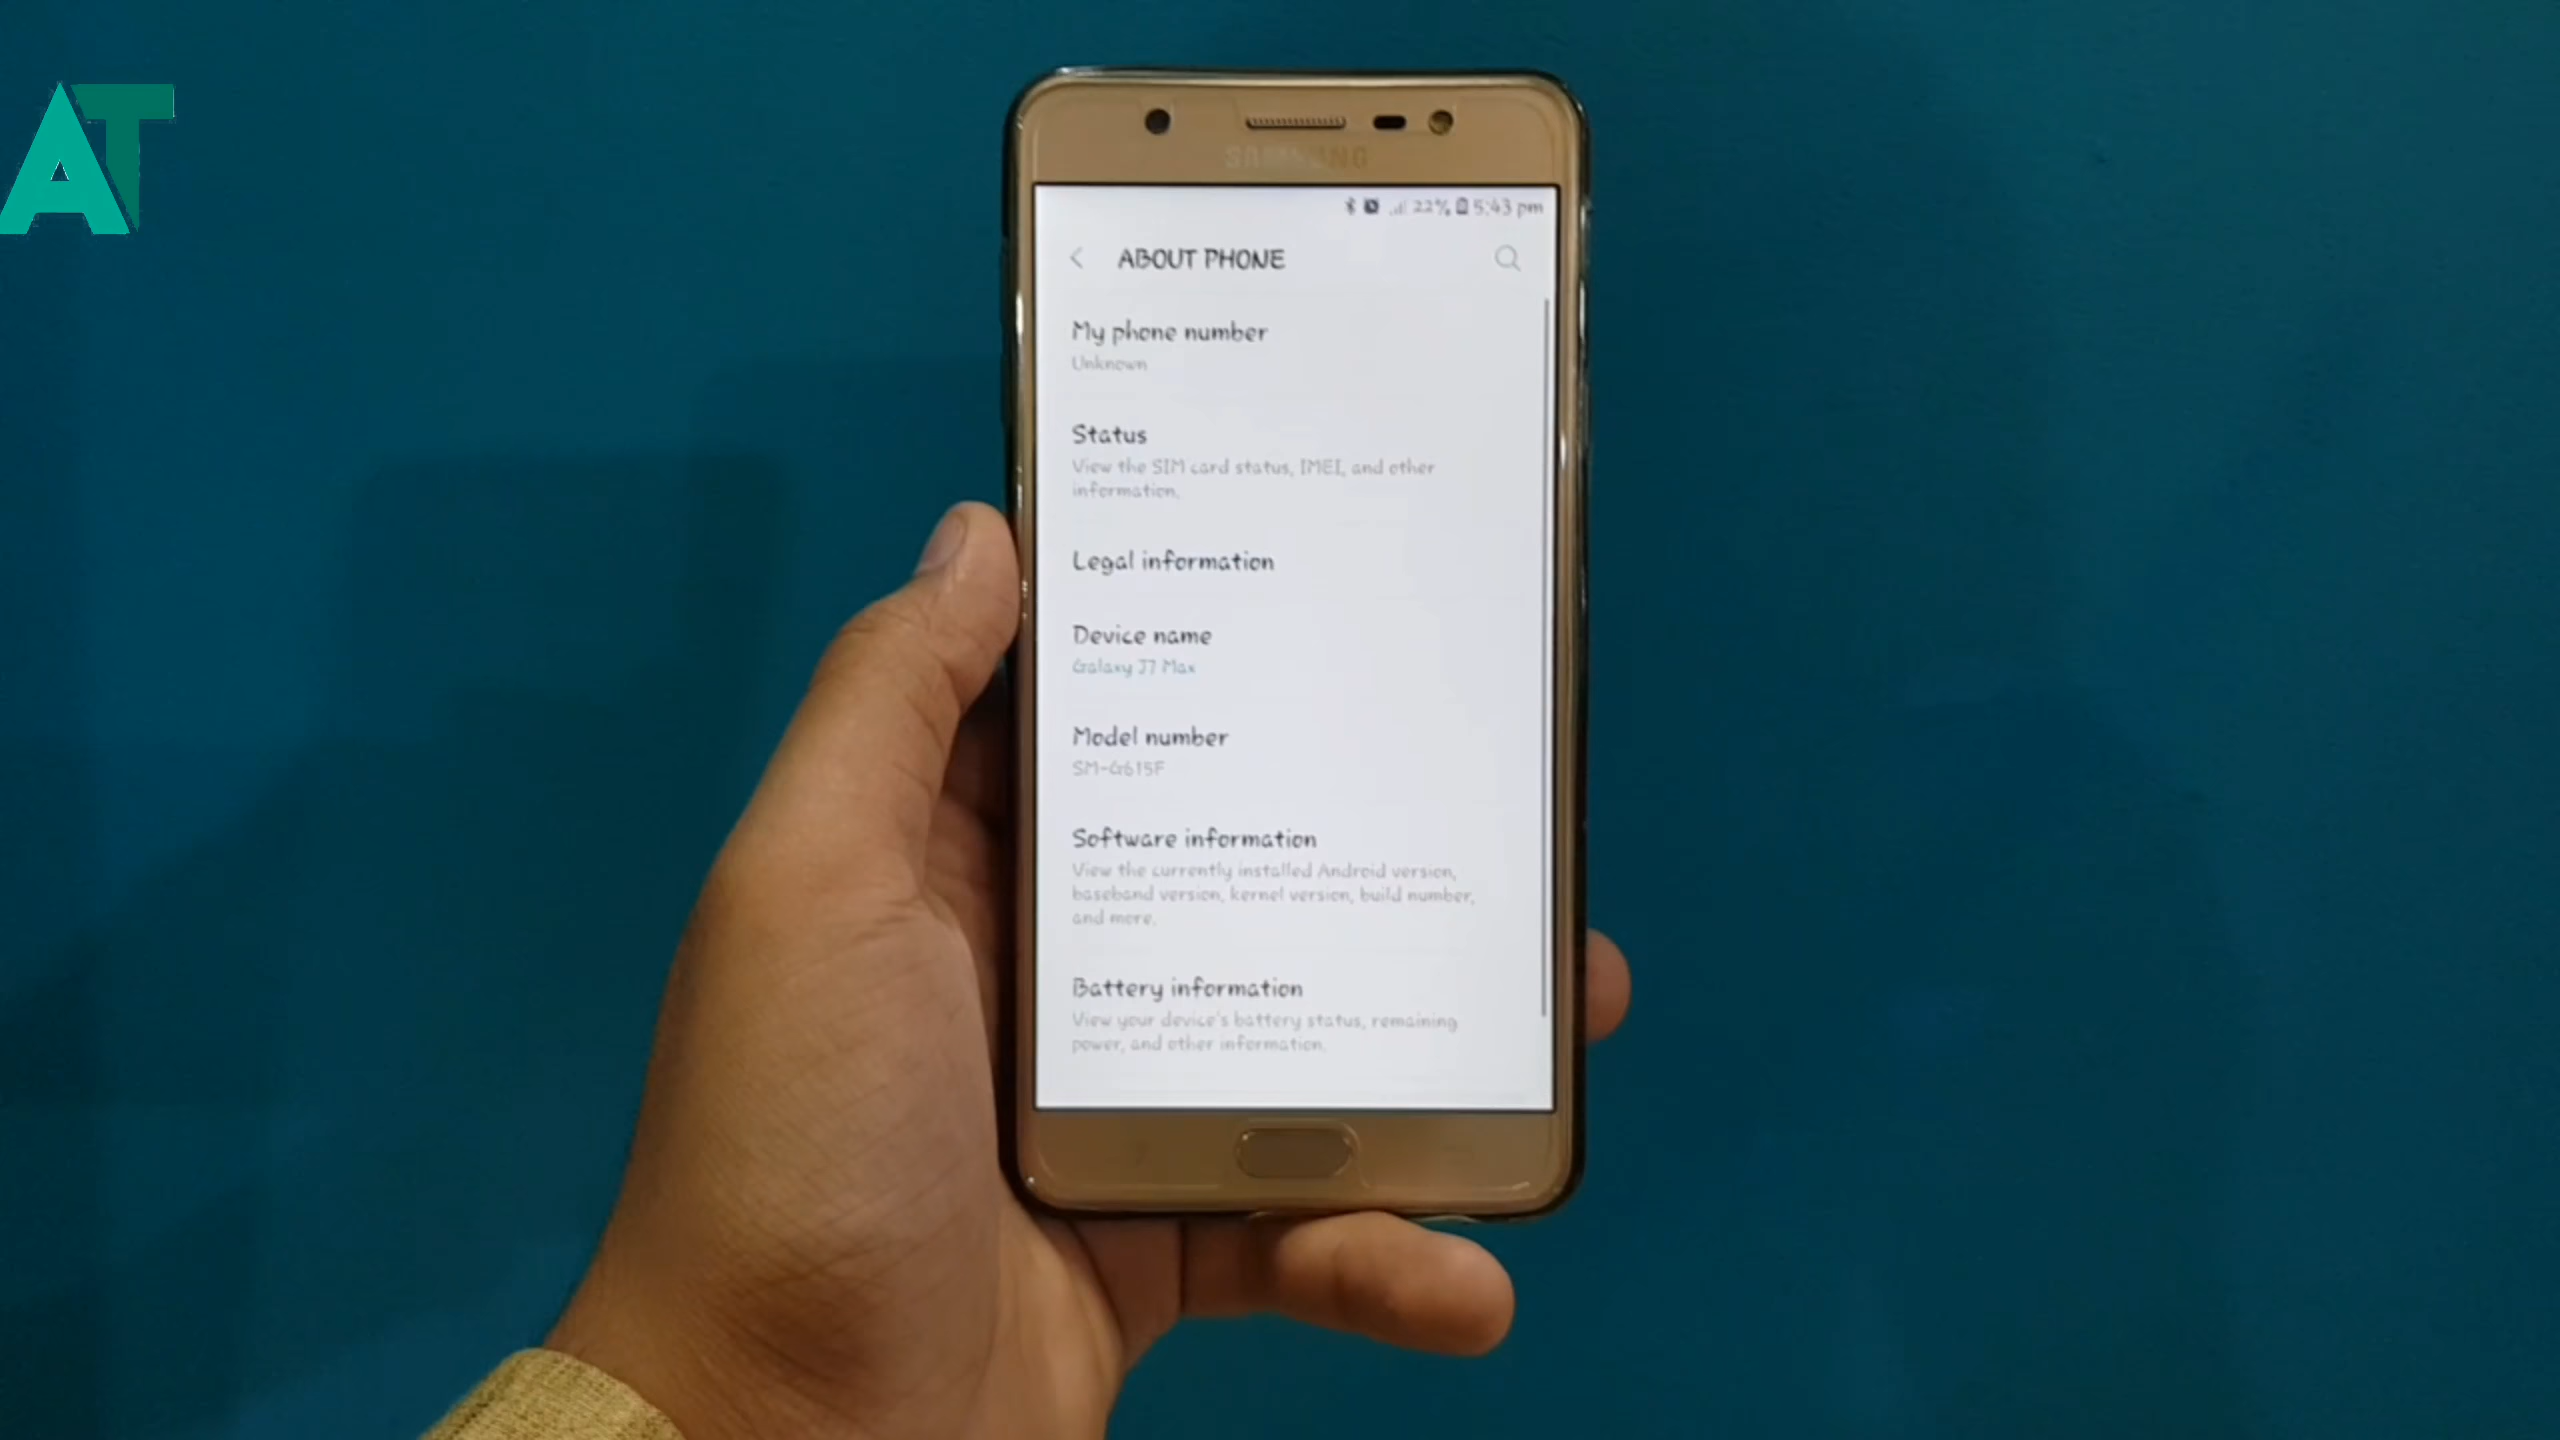 AT
SAMSUNG
22% 5:43 pm
ABOUT PHONE
My phone number
Unknown
Status
View the SIM card status, IMEI, and other
information.
Legal information
Device name
Galaxy J7 Max
Model number
SM-G615F
Software information
View the currently installed Android version,
baseband version, kernel version, build number,
and more.
Battery information
View your device's battery status, remaining
power, and other information.